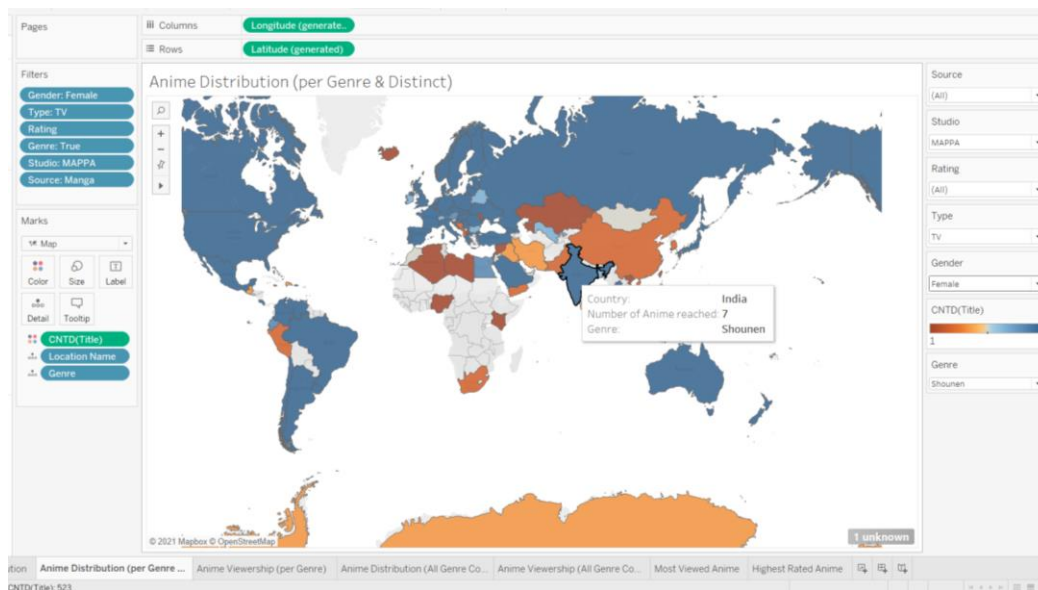 Pages
Columns
Longitude (generate..
Rows
Latitude (generated)
Filters
Gender: Female
Type: TV
Rating
Genre: True
Studio: MAPPA
Source: Manga
Marks
Map
Color
Size
Label
Detail
Tooltip
CNTD(Title)
Location Name
Genre
Anime Distribution (per Genre & Distinct)
Country: India
Number of Anime reached: 7
Genre: Shounen
© 2021 Mapbox © OpenStreetMap
1 unknown
Source
(All)
Studio
MAPPA
Rating
(All)
Type
TV
Gender
Female
CNTD(Title)
1
Genre
Shounen
Anime Distribution (per Genre ...
Anime Viewership (per Genre)
Anime Distribution (All Genre Co...
Anime Viewership (All Genre Co...
Most Viewed Anime
Highest Rated Anime
CNTD(Title): 523